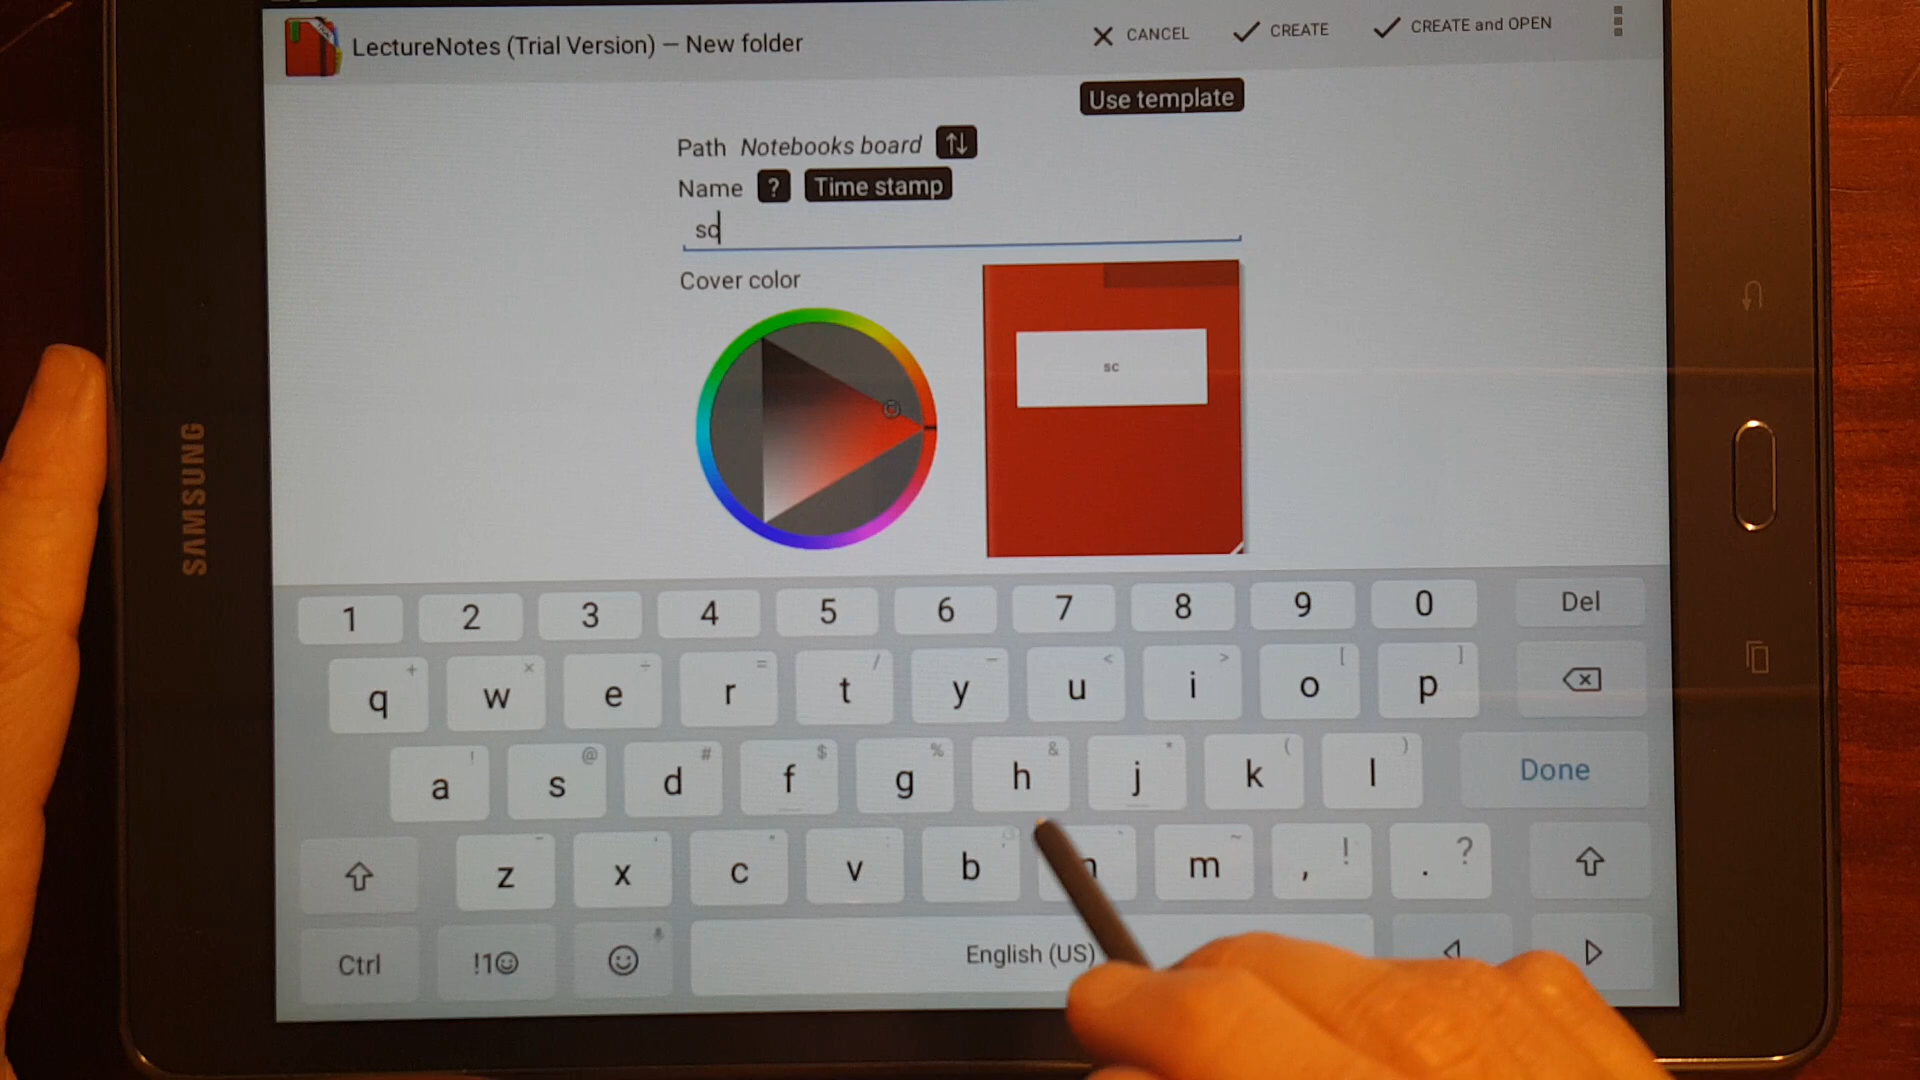 LectureNotes (Trial Version) – New folder
CANCEL
CREATE
CREATE and OPEN
Use template
Path Notebooks board
Name ? Time stamp
sc
Cover color
sc
SAMSUNG
1 2 3 4 5 6 7 8 9 0 Del
+ × ÷ = / – < > [ ]
q w e r t y u i o p
! @ # $ % & * ( )
a s d f g h j k l Done
z x c v b n m , ! . ?
Ctrl !1☺ English (US)